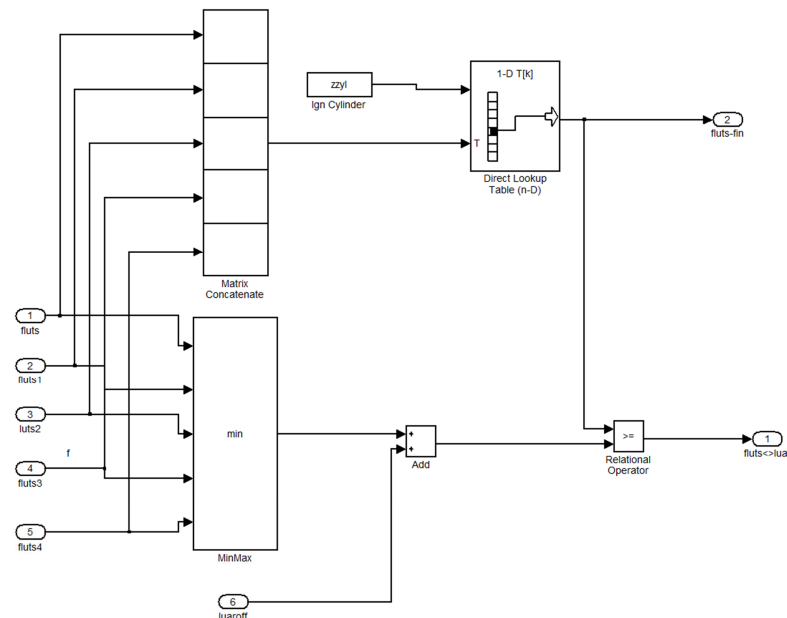 1-D T[k]
zzyl
Ign Cylinder
T
Direct Lookup
Table (n-D)
2
fluts-fin
Matrix
Concatenate
1
fluts
2
fluts1
3
luts2
f
4
fluts3
5
fluts4
min
MinMax
+
+
Add
>=
Relational
Operator
1
fluts<>lua
6
luaroff